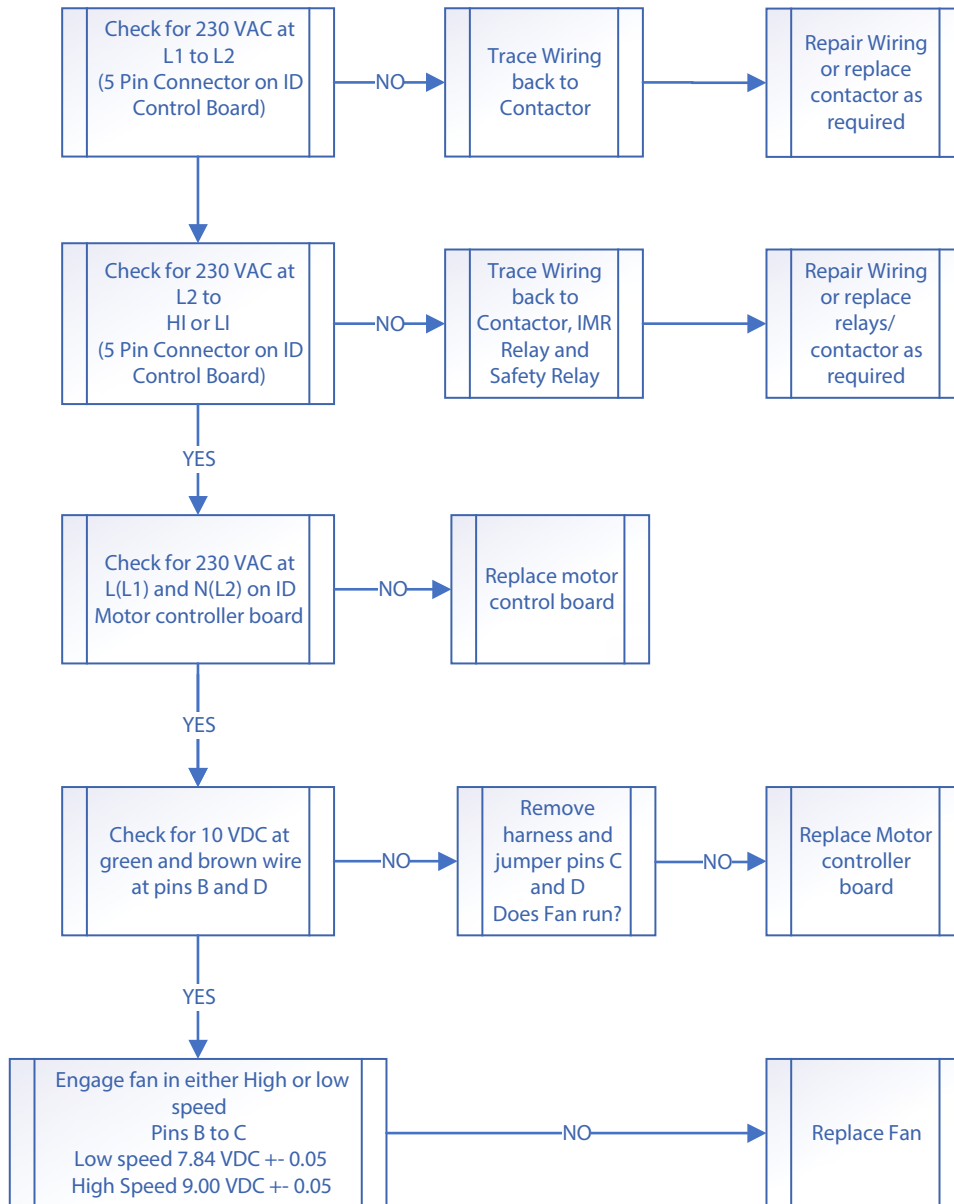 Check for 230 VAC at
L1 to L2
(5 Pin Connector on ID
Control Board)
NO
Trace Wiring
back to
Contactor
Repair Wiring
or replace
contactor as
required
Check for 230 VAC at
L2 to
HI or LI
(5 Pin Connector on ID
Control Board)
NO
Trace Wiring
back to
Contactor, IMR
Relay and
Safety Relay
Repair Wiring
or replace
relays/
contactor as
required
YES
Check for 230 VAC at
L(L1) and N(L2) on ID
Motor controller board
NO
Replace motor
control board
YES
Check for 10 VDC at
green and brown wire
at pins B and D
NO
Remove
harness and
jumper pins C
and D
Does Fan run?
NO
Replace Motor
controller
board
YES
Engage fan in either High or low
speed
Pins B to C
Low speed 7.84 VDC +- 0.05
High Speed 9.00 VDC +- 0.05
NO
Replace Fan